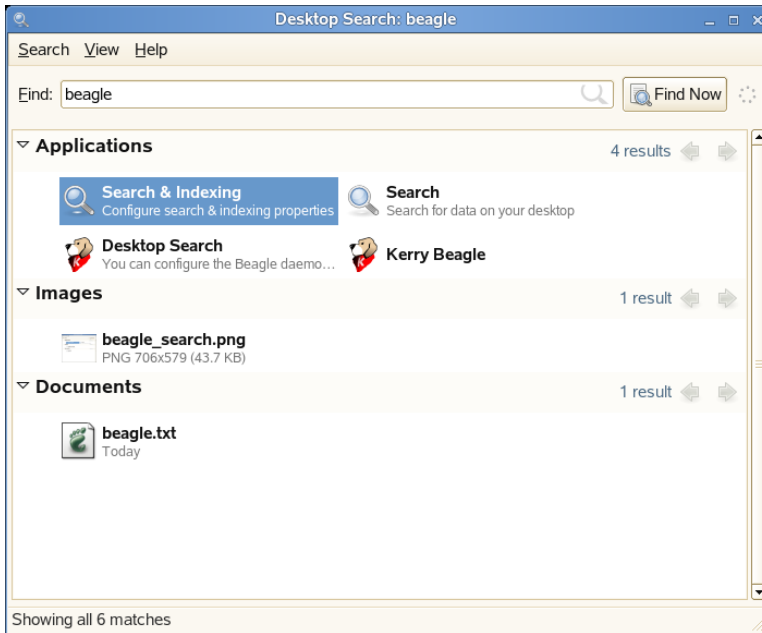 Desktop Search: beagle
Search View Help
Find: beagle Find Now
Applications 4 results
Search & Indexing
Configure search & indexing properties
Search
Search for data on your desktop
Desktop Search
You can configure the Beagle daemo...
Kerry Beagle
Images 1 result
beagle_search.png
PNG 706x579 (43.7 KB)
Documents 1 result
beagle.txt
Today
Showing all 6 matches